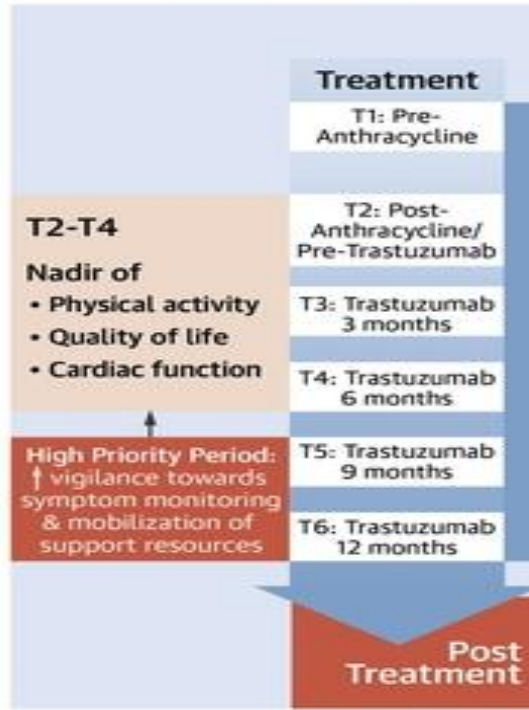 Treatment
T1: Pre-
Anthracycline
T2: Post-
Anthracycline/
Pre-Trastuzumab
T3: Trastuzumab
3 months
T4: Trastuzumab
6 months
T5: Trastuzumab
9 months
T6: Trastuzumab
12 months
T2-T4
Nadir of
• Physical activity
• Quality of life
• Cardiac function
High Priority Period:
↑ vigilance towards
symptom monitoring
& mobilization of
support resources
Post
Treatment